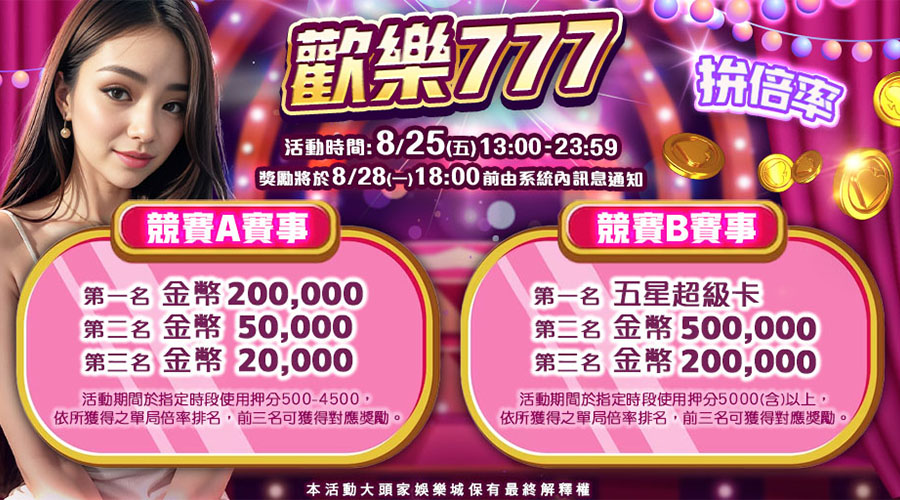 歡樂777
拚倍率
活動時間:8/25(五)13:00-23:59
獎勵將於8/28(一)18:00前由系統內訊息通知
競賽A賽事
第一名 金幣 200,000
第二名 金幣 50,000
第三名 金幣 20,000
活動期間於指定時段使用押分500-4500，
依所獲得之單局倍率排名，前三名可獲得對應獎勵。
競賽B賽事
第一名 五星超級卡
第二名 金幣 500,000
第三名 金幣 200,000
活動期間於指定時段使用押分5000(含)以上，
依所獲得之單局倍率排名，前三名可獲得對應獎勵。
本活動大頭家娛樂城保有最終解釋權